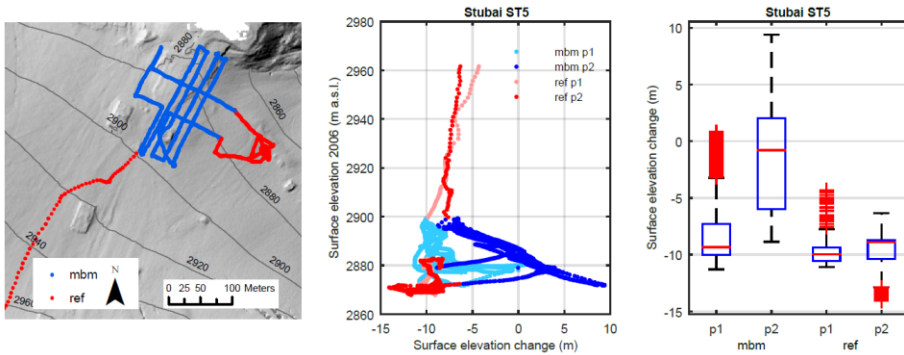 2880
2860
2900
2880
2940
2920
2900
2960
mbm
ref
N
0 25 50 100 Meters
Stubai ST5
Surface elevation 2006 (m a.s.l.)
2980
2960
2940
2920
2900
2880
2860
mbm p1
mbm p2
ref p1
ref p2
-15 -10 -5 0 5 10
Surface elevation change (m)
Stubai ST5
Surface elevation change (m)
10
5
0
-5
-10
-15
p1 p2 p1 p2
mbm ref